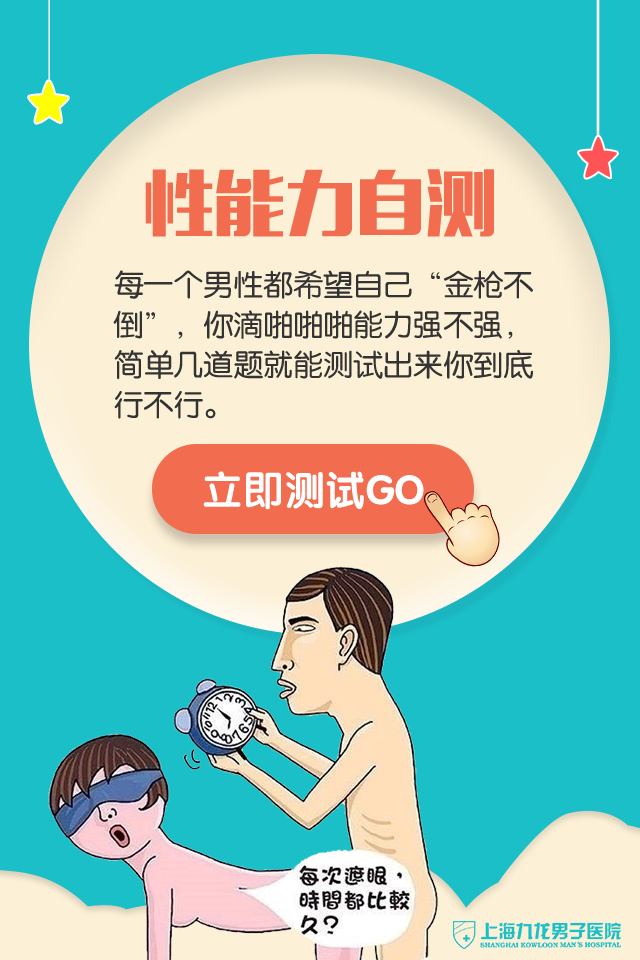 性能力自测
每一个男性都希望自己“金枪不
倒”，你滴啪啪啪能力强不强，
简单几道题就能测试出来你到底
行不行。
立即测试GO
每次遮眼，
時間都比較
久？
上海九龙男子医院
SHANGHAI KOWLOON MAN'S HOSPITAL